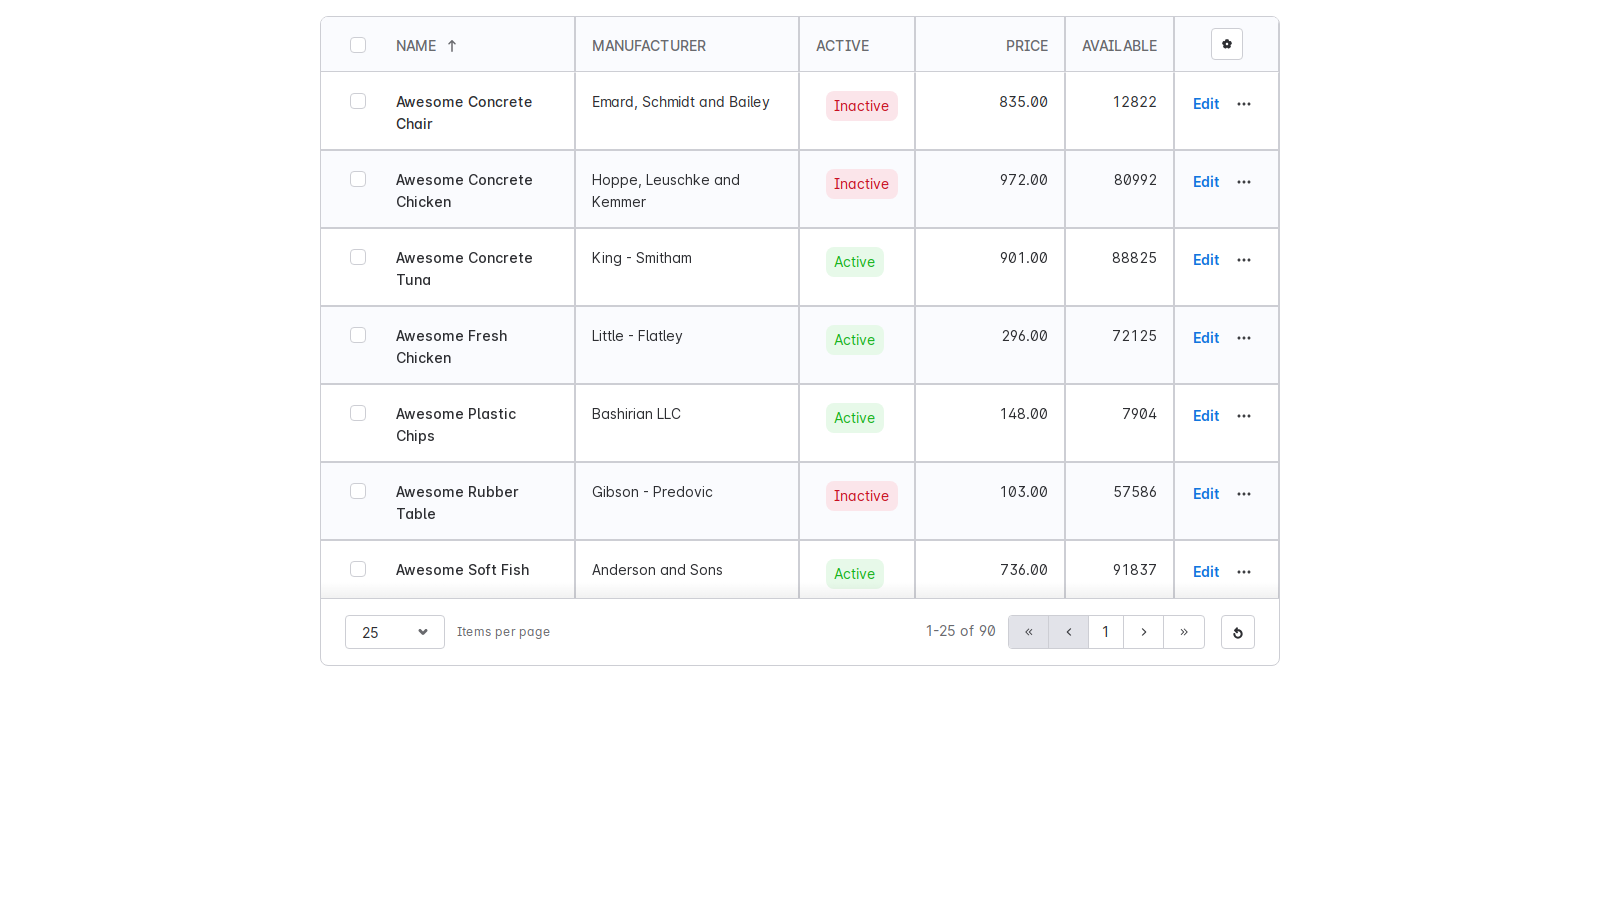 NAME ↑ MANUFACTURER ACTIVE PRICE AVAILABLE
Awesome Concrete Emard, Schmidt and Bailey Inactive 835.00 12822 Edit ···
Chair
Awesome Concrete Hoppe, Leuschke and Inactive 972.00 80992 Edit ···
Chicken Kemmer
Awesome Concrete King - Smitham Active 901.00 88825 Edit ···
Tuna
Awesome Fresh Little - Flatley Active 296.00 72125 Edit ···
Chicken
Awesome Plastic Bashirian LLC Active 148.00 7904 Edit ···
Chips
Awesome Rubber Gibson - Predovic Inactive 103.00 57586 Edit ···
Table
Awesome Soft Fish Anderson and Sons Active 736.00 91837 Edit ···
25 Items per page 1-25 of 90 « ‹ 1 › »